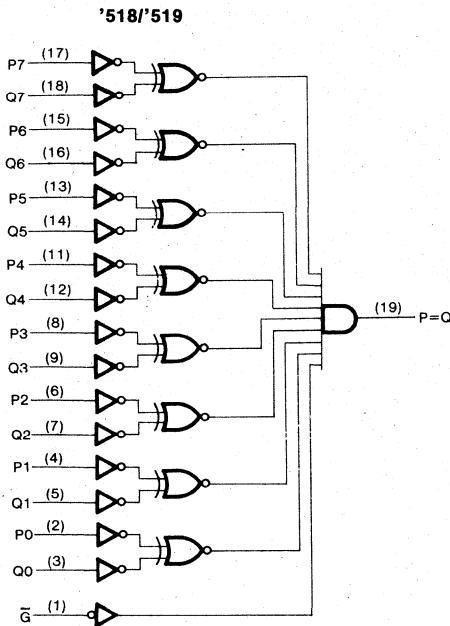 '518/'519
P7 (17)
Q7 (18)
P6 (15)
Q6 (16)
P5 (13)
Q5 (14)
P4 (11)
Q4 (12)
(19) P=Q
P3 (8)
Q3 (9)
P2 (6)
Q2 (7)
P1 (4)
Q1 (5)
P0 (2)
Q0 (3)
G̅ (1)